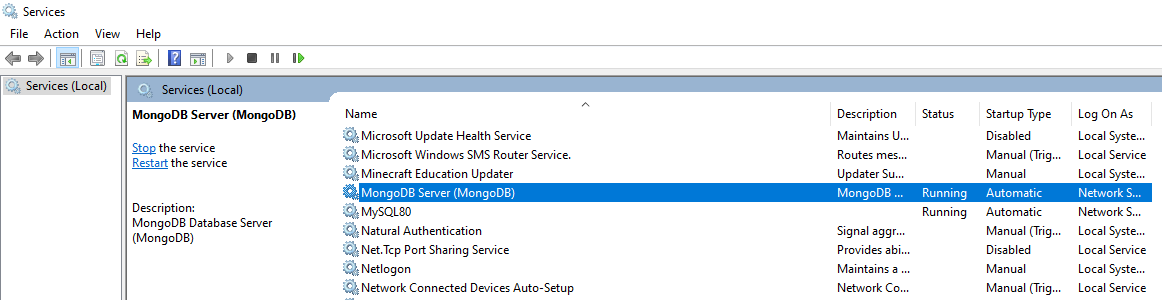 Services
File Action View Help
Services (Local)
Services (Local)
MongoDB Server (MongoDB)
Stop the service
Restart the service
Description:
MongoDB Database Server
(MongoDB)
Name Description Status Startup Type Log On As
Microsoft Update Health Service Maintains U... Disabled Local Syste...
Microsoft Windows SMS Router Service. Routes mes... Manual (Trig... Local Service
Minecraft Education Updater Updater Su... Manual Local Syste...
MongoDB Server (MongoDB) MongoDB ... Running Automatic Network S...
MySQL80 Running Automatic Network S...
Natural Authentication Signal aggr... Manual (Trig... Local Syste...
Net.Tcp Port Sharing Service Provides abi... Disabled Local Service
Netlogon Maintains a ... Manual Local Syste...
Network Connected Devices Auto-Setup Network Co... Manual (Trig... Local Service